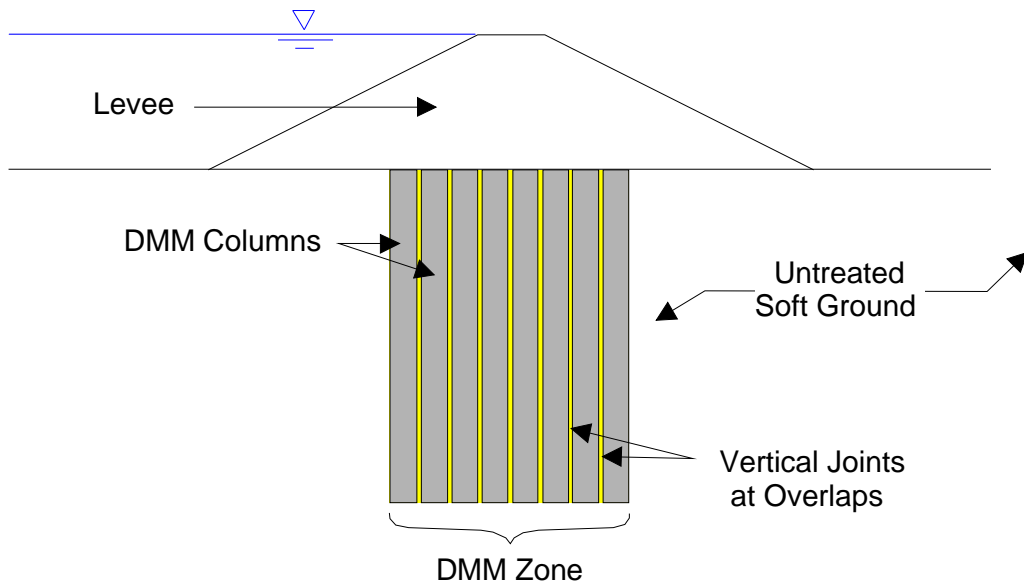 Levee
DMM Columns
Untreated
Soft Ground
Vertical Joints
at Overlaps
DMM Zone